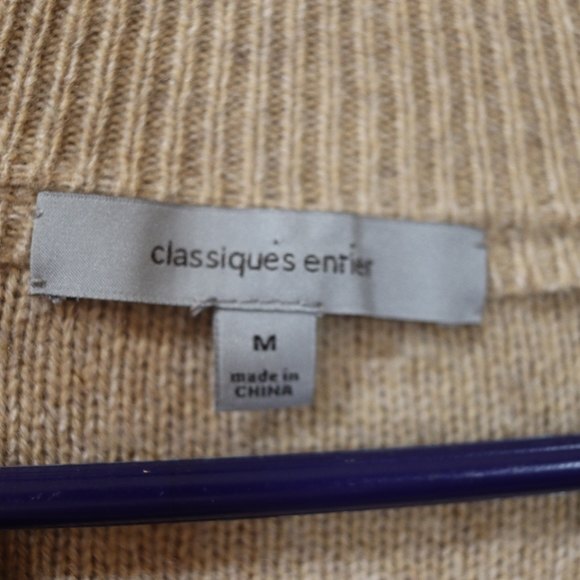 classiques entier
M
made in
CHINA